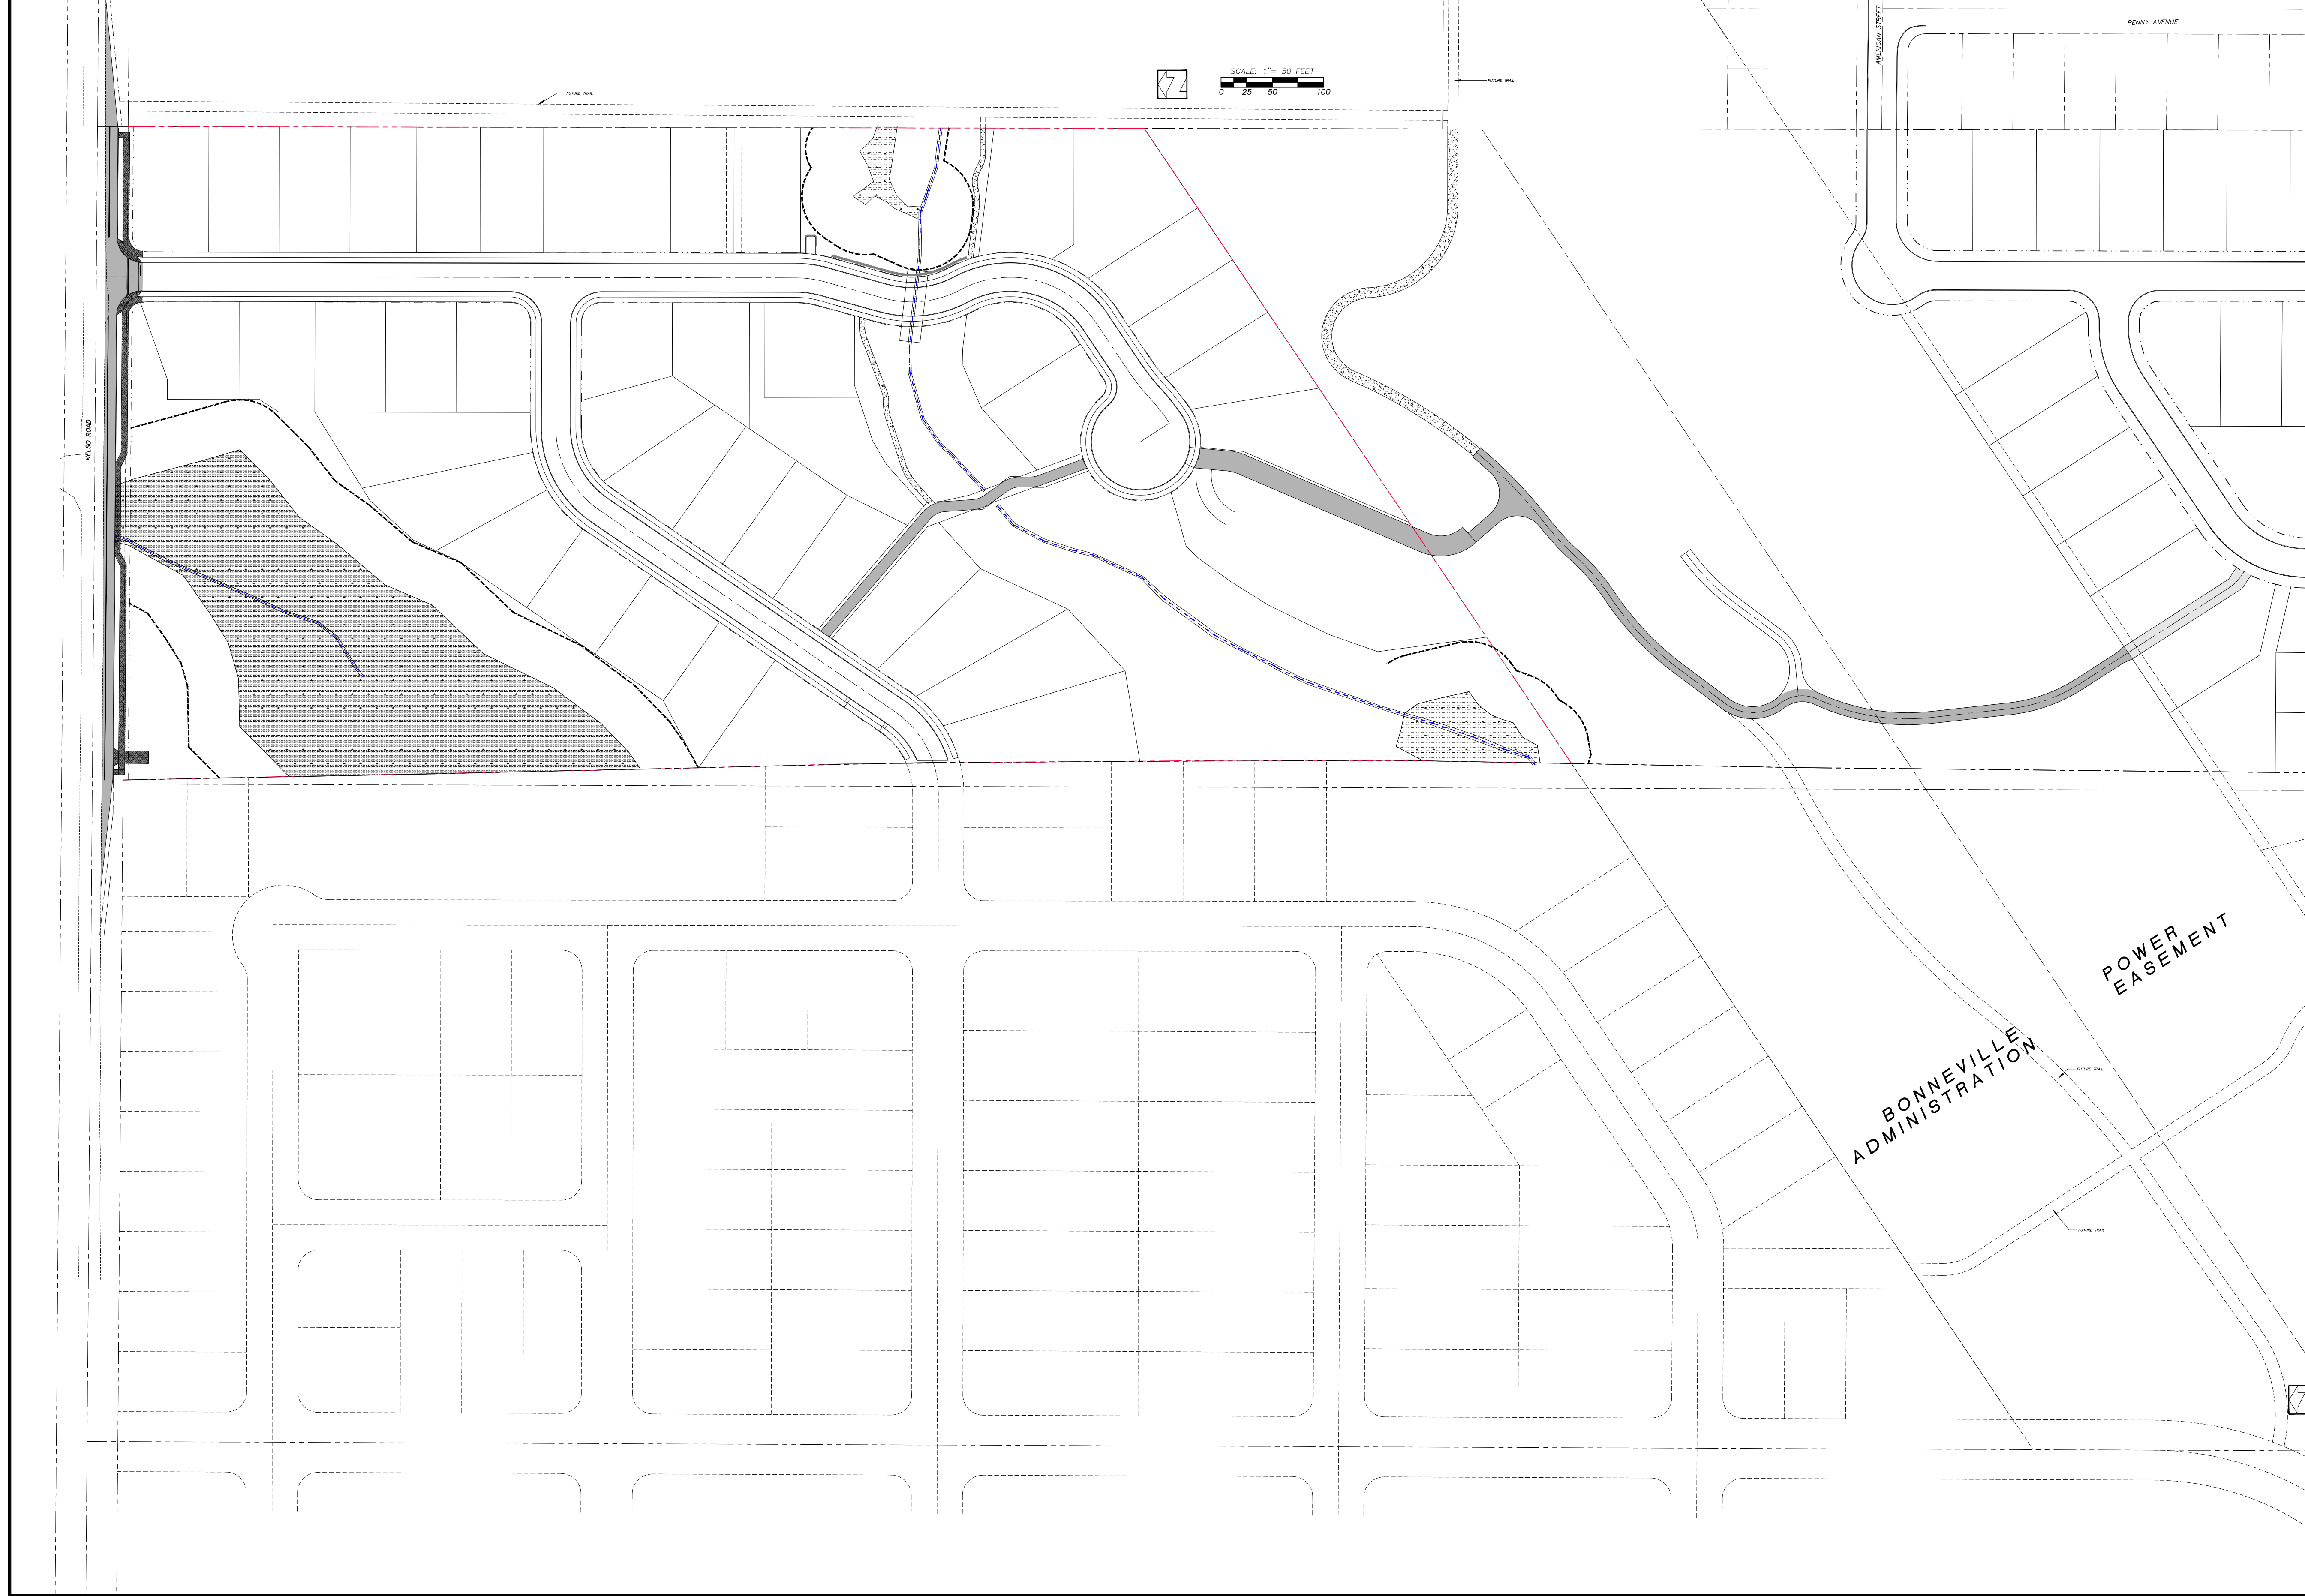 PENNY AVENUE
AMERICAN STREET
SCALE: 1"= 50 FEET
0 25 50 100
FUTURE TRAIL
FUTURE TRAIL
KELSO ROAD
POWER
EASEMENT
BONNEVILLE
ADMINISTRATION
FUTURE TRAIL
FUTURE TRAIL